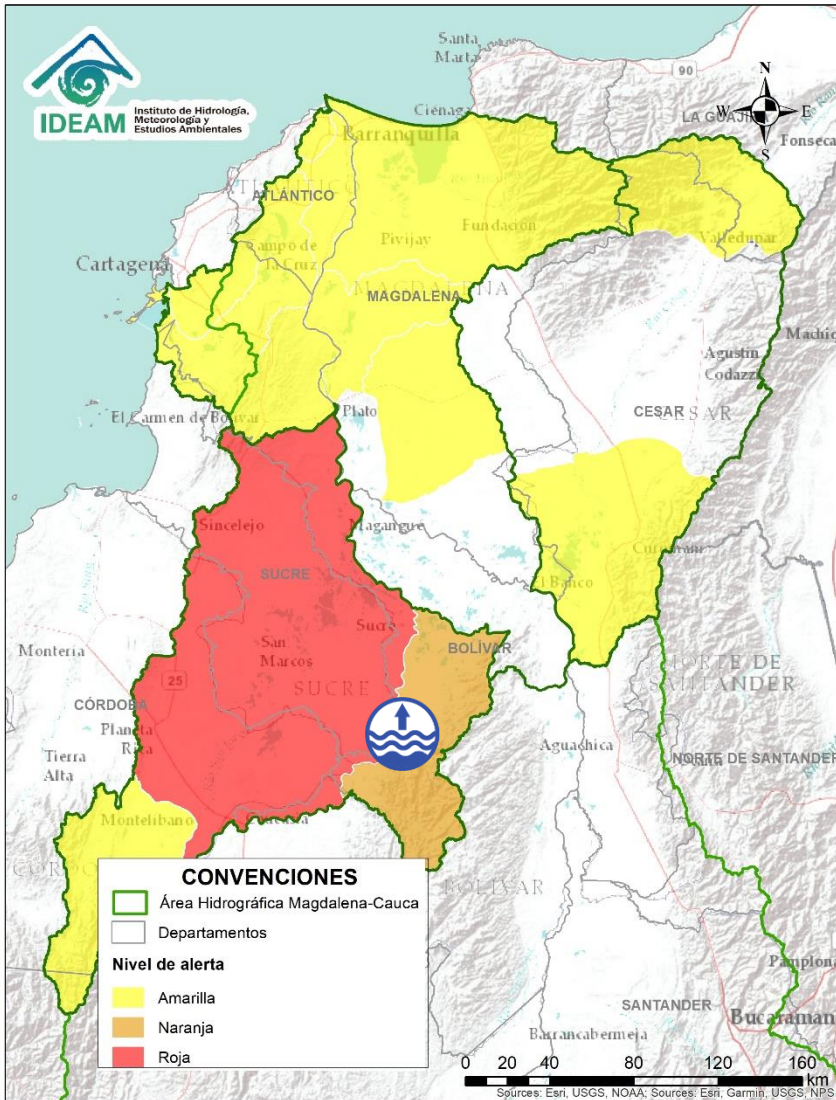 IDEAM
Instituto de Hidrología,
Meteorología y
Estudios Ambientales
Santa
Marta
90
N
W
E
S
LA GUAJI
Fonseca
Ciénaga
Barranquilla
ATLÁNTICO
Valledupar
Fundación
Pivijay
Campo de
la Cruz
Cartagena
MAGDALENA
MAGDALENA
Agustín
Codazzi
CESAR
CESAR
El Carmen de Bolívar
Plato
Sincelejo
Magangué
SUCRE
El Banco
Sucre
BOLÍVAR
Montería
San
Marcos
SUCRE
25
CÓRDOBA
Planeta
Rica
Tierra
Alta
NORTE DE
SANTANDER
Aguachica
NORTE DE SANTANDER
Montelíbano
BOLÍVAR
CONVENCIONES
Área Hidrográfica Magdalena-Cauca
Departamentos
Nivel de alerta
Amarilla
Naranja
Roja
Pamplona
SANTANDER
Bucaraman
Barrancabermeja
0 20 40 80 120 160
km
Sources: Esri, USGS, NOAA; Sources: Esri, Garmin, USGS, NPS